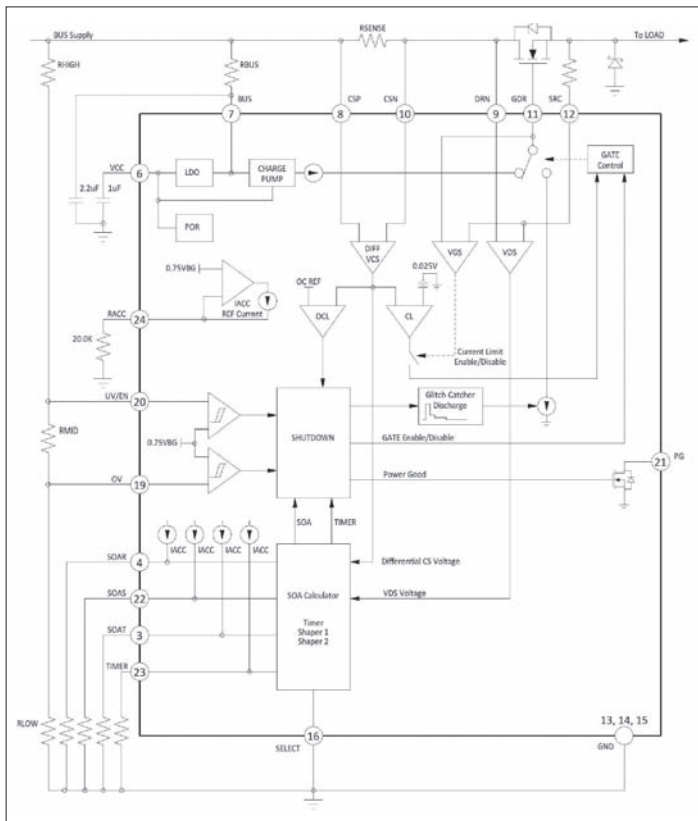 BUS Supply
RSENSE
To LOAD
RHIGH
RBUS
BUS
CSP
CSN
DRN
GDR
SRC
7
8
10
9
11
12
VCC
6
LDO
CHARGE
PUMP
GATE
Control
2.2uF
1uF
POR
DIFF
VCS
VGS
VDS
0.75VBG
0.025V
OC REF
IACC
REF Current
OCL
CL
RACC
24
20.0K
Current Limit
Enable/Disable
UV/EN
20
Glitch Catcher
Discharge
RMID
0.75VBG
SHUTDOWN
GATE Enable/Disable
21
PG
OV
19
Power Good
SOA
TIMER
IACC
IACC
IACC
IACC
SOAR
4
Differential CS Voltage
SOAS
22
SOA Calculator
VDS Voltage
Timer
Shaper 1
Shaper 2
SOAT
3
TIMER
23
RLOW
16
SELECT
13, 14, 15
GND